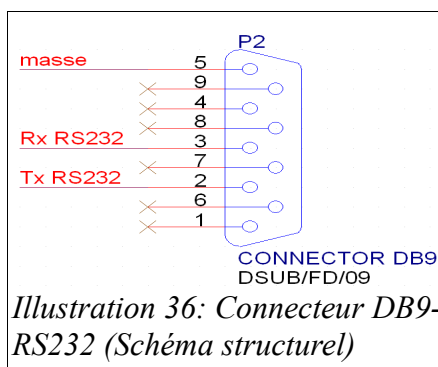 P2
masse 5
9
4
8
Rx RS232 3
7
Tx RS232 2
6
1
CONNECTOR DB9
DSUB/FD/09
Illustration 36: Connecteur DB9-
RS232 (Schéma structurel)